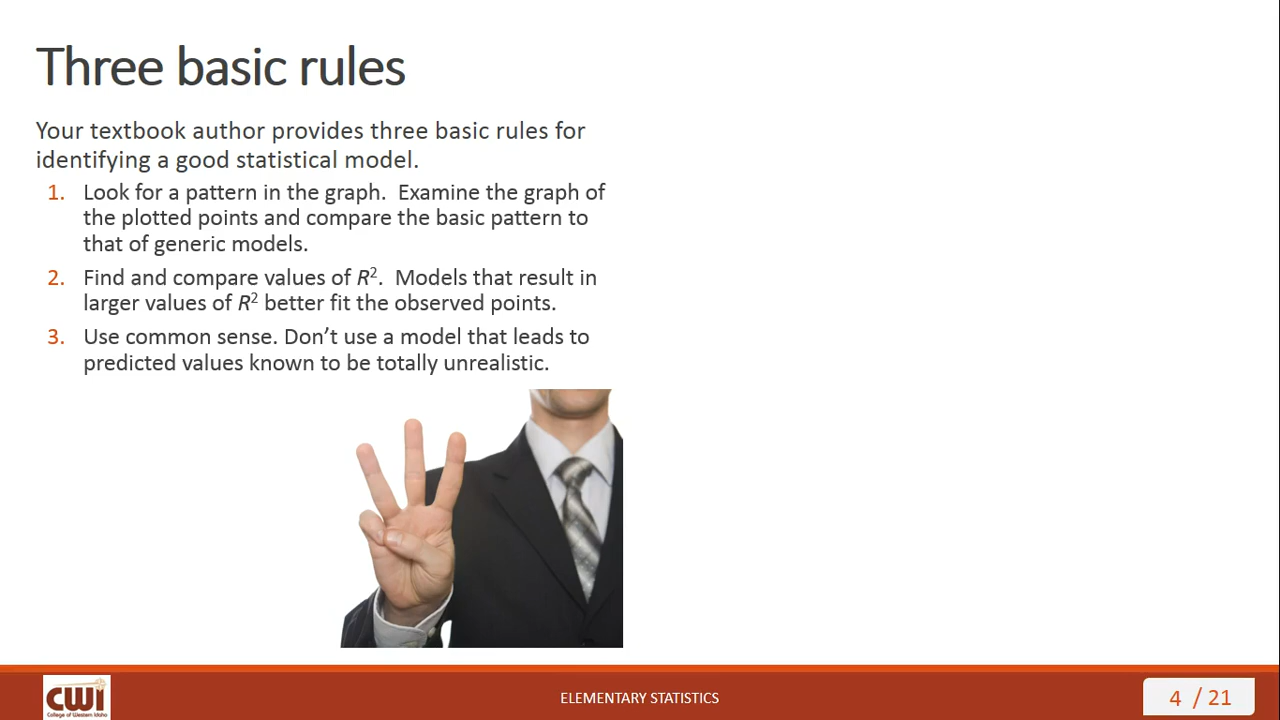 Three basic rules
Your textbook author provides three basic rules for
identifying a good statistical model.
1. Look for a pattern in the graph.  Examine the graph of
the plotted points and compare the basic pattern to
that of generic models.
2. Find and compare values of R².  Models that result in
larger values of R² better fit the observed points.
3. Use common sense. Don’t use a model that leads to
predicted values known to be totally unrealistic.
CWI
College of Western Idaho
ELEMENTARY STATISTICS
4 / 21